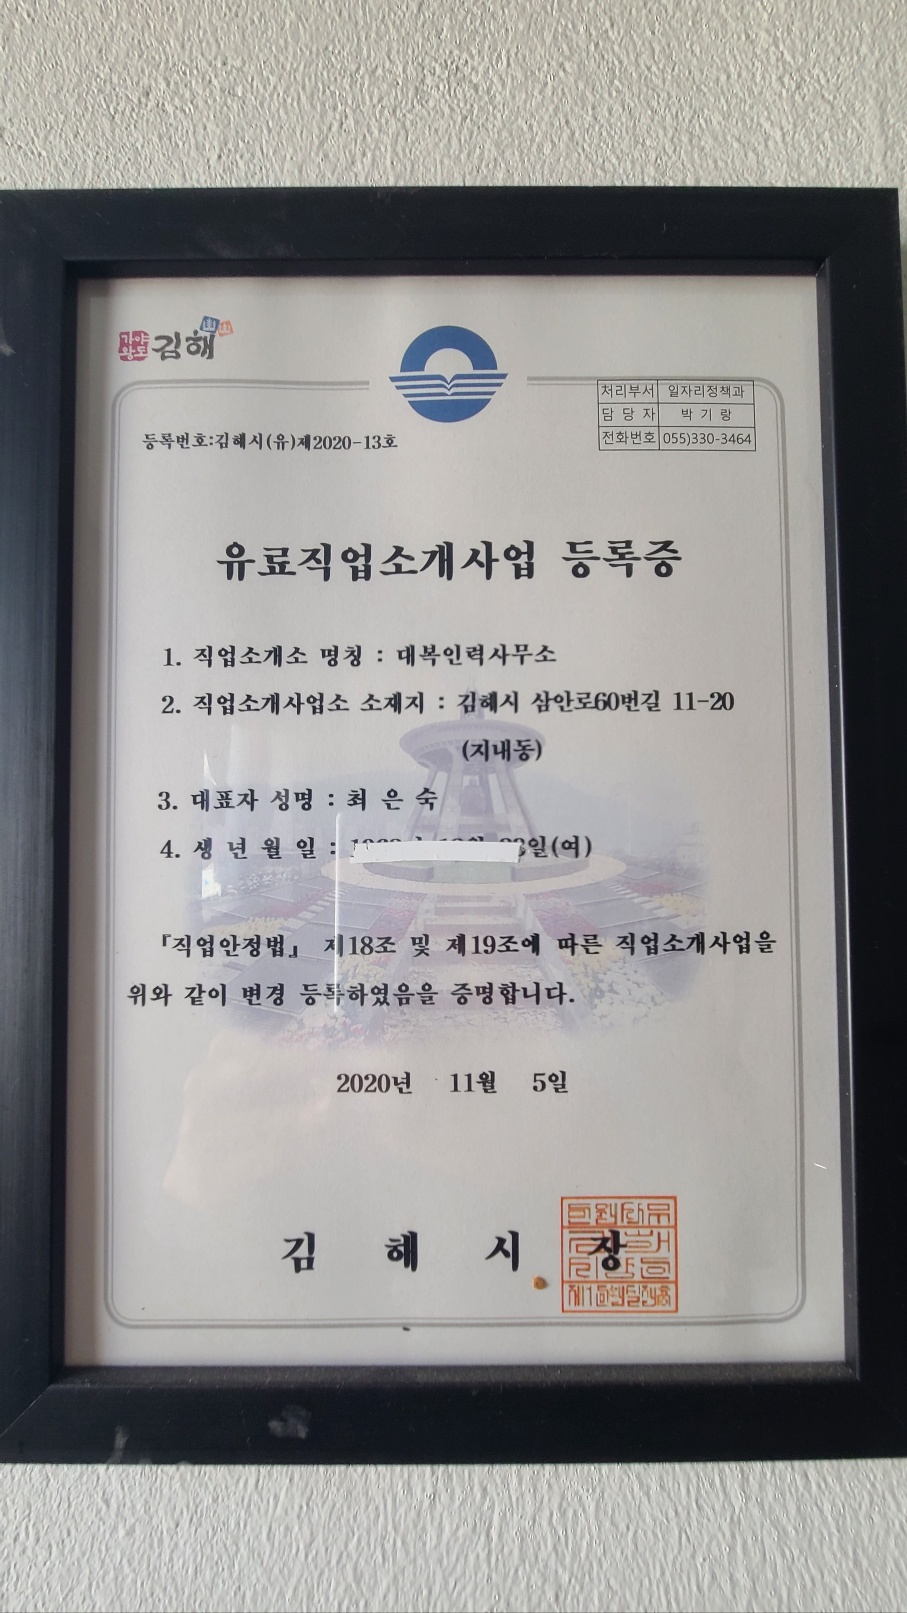 가야
왕도 김해
등록번호:김해시(유)제2020-13호
처리부서 일자리정책과
담 당 자 박 기 랑
전화번호 055)330-3464
유료직업소개사업 등록증
1. 직업소개소 명칭 : 대복인력사무소
2. 직업소개사업소 소재지 : 김해시 삼안로60번길 11-20
(지내동)
3. 대표자 성명 : 최 은 숙
4. 생 년 월 일 : 일(여)
『직업안정법』 제18조 및 제19조에 따른 직업소개사업을
위와 같이 변경 등록하였음을 증명합니다.
2020년 11월 5일
김 해 시 장